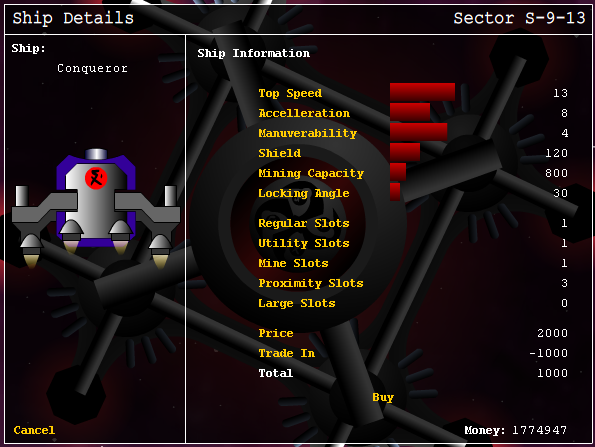 Ship Details Sector S-9-13
Ship: Ship Information
Conqueror
Top Speed 13
Accelleration 8
Manuverability 4
Shield 120
Mining Capacity 800
Locking Angle 30
Regular Slots 1
Utility Slots 1
Mine Slots 1
Proximity Slots 3
Large Slots 0
Price 2000
Trade In -1000
Total 1000
Buy
Cancel Money: 1774947